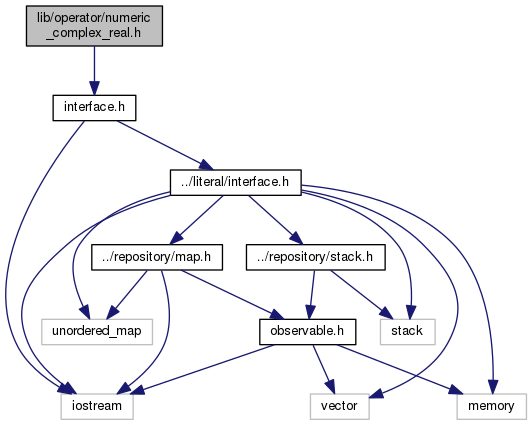 lib/operator/numeric
_complex_real.h
interface.h
../literal/interface.h
../repository/map.h
../repository/stack.h
unordered_map
observable.h
stack
iostream
vector
memory